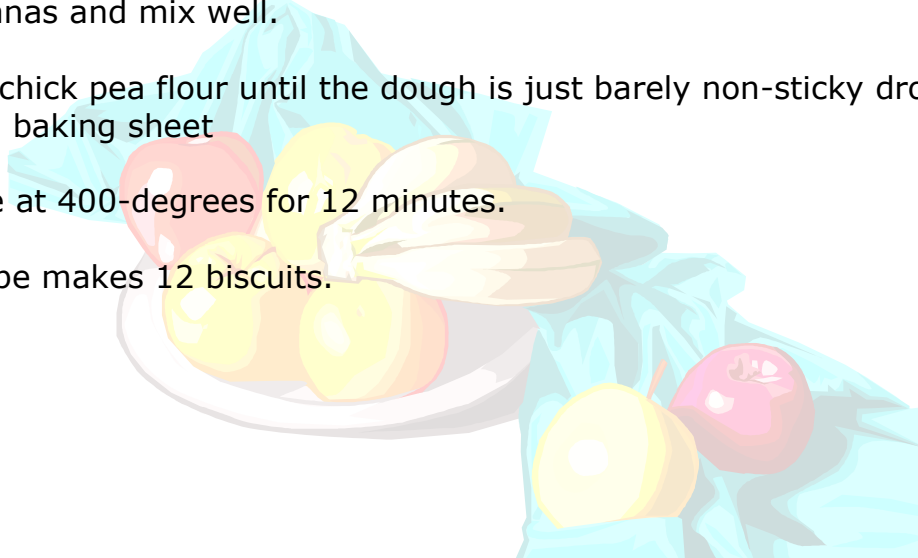 anas and mix well.
chick pea flour until the dough is just barely non-sticky dro
baking sheet
e at 400-degrees for 12 minutes.
pe makes 12 biscuits.